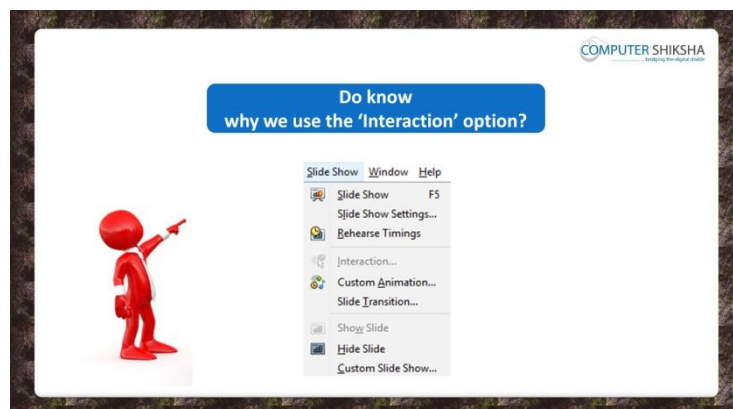 COMPUTER SHIKSHA
bridging the digital divide
Do know
why we use the ‘Interaction’ option?
Slide Show Window Help
Slide Show F5
Slide Show Settings...
Rehearse Timings
Interaction...
Custom Animation...
Slide Transition...
Show Slide
Hide Slide
Custom Slide Show...